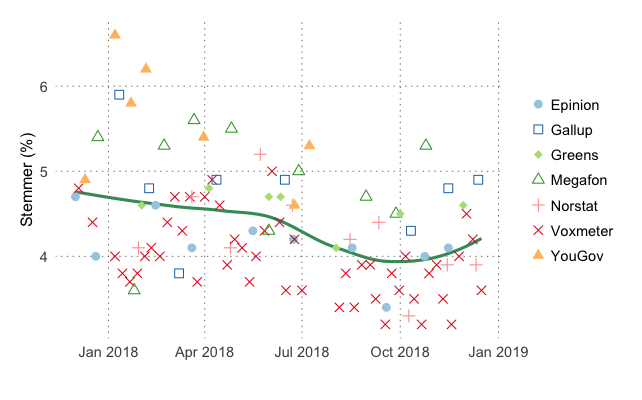 Stemmer (%)
6
5
4
Jan 2018
Apr 2018
Jul 2018
Oct 2018
Jan 2019
Epinion
Gallup
Greens
Megafon
Norstat
Voxmeter
YouGov